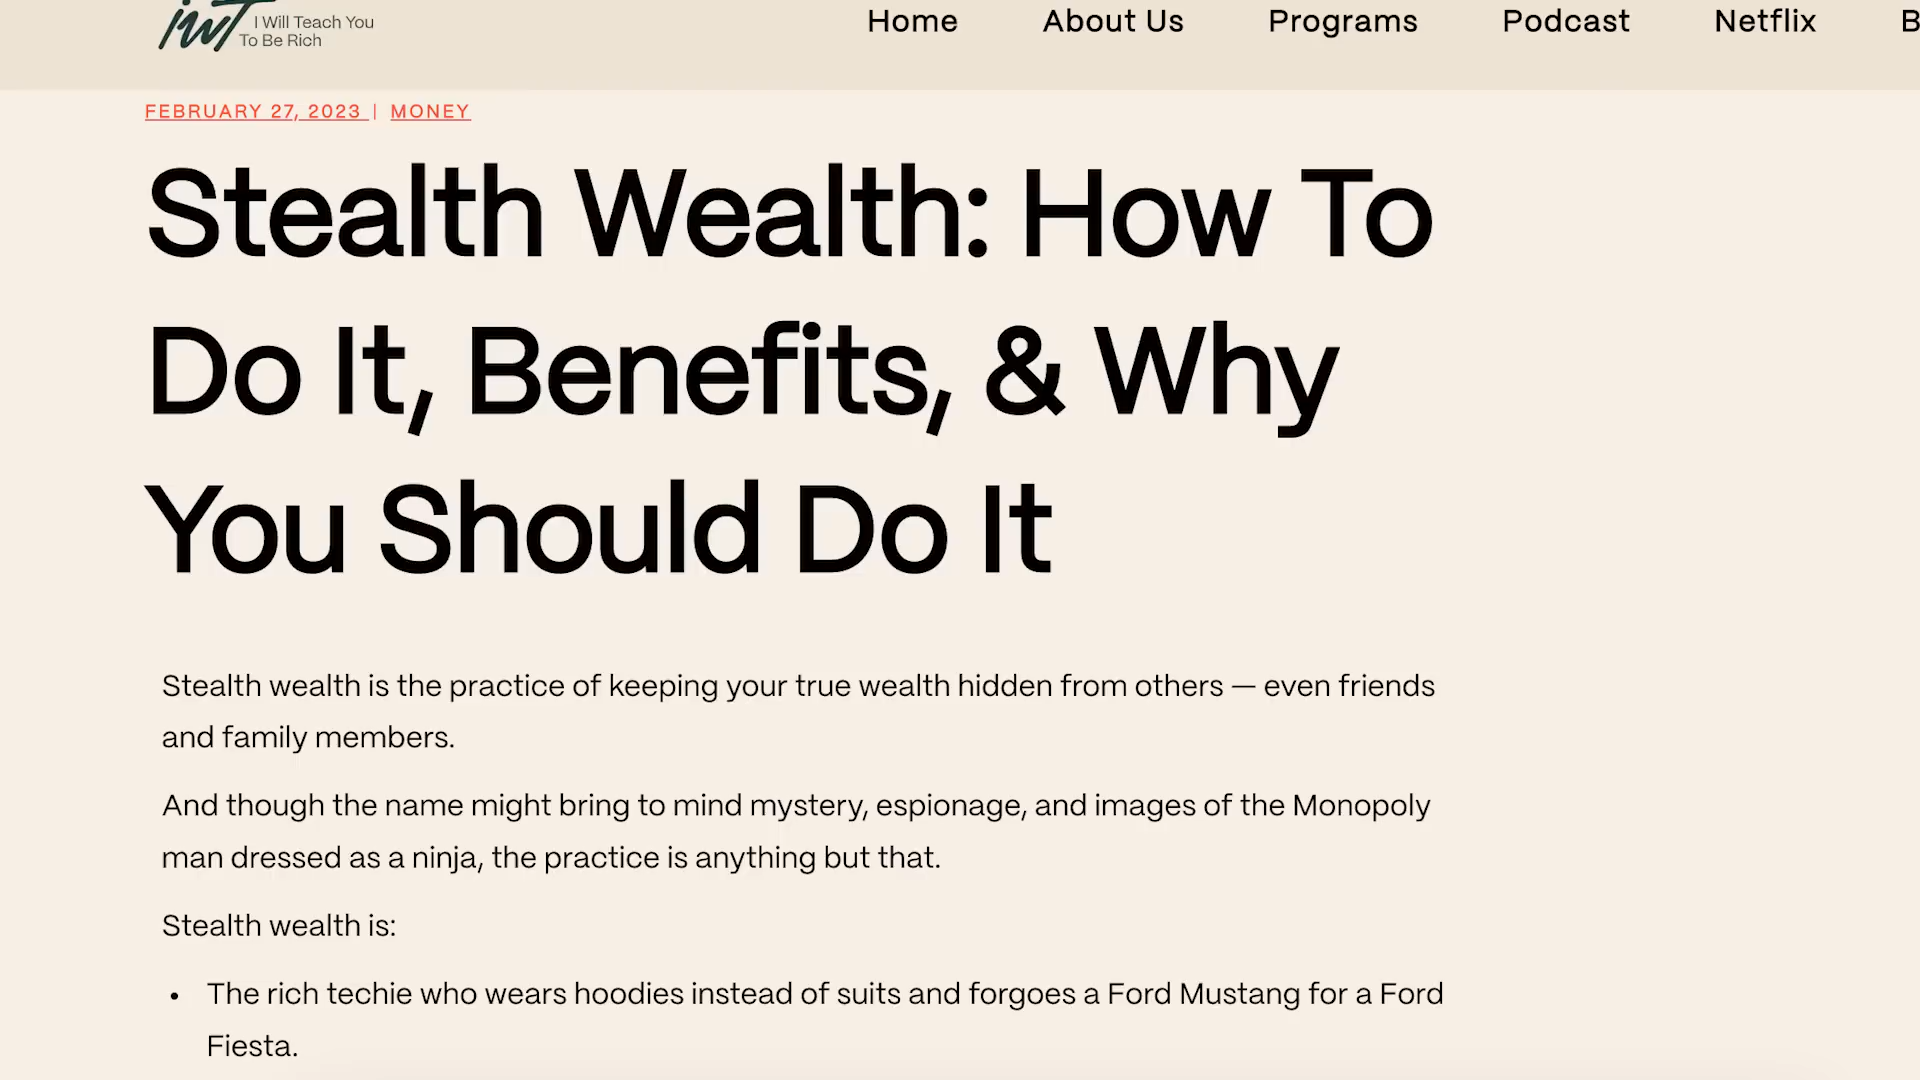 iwT I Will Teach You
To Be Rich
Home About Us Programs Podcast Netflix B
FEBRUARY 27, 2023 | MONEY
Stealth Wealth: How To
Do It, Benefits, & Why
You Should Do It
Stealth wealth is the practice of keeping your true wealth hidden from others — even friends
and family members.
And though the name might bring to mind mystery, espionage, and images of the Monopoly
man dressed as a ninja, the practice is anything but that.
Stealth wealth is:
• The rich techie who wears hoodies instead of suits and forgoes a Ford Mustang for a Ford
Fiesta.